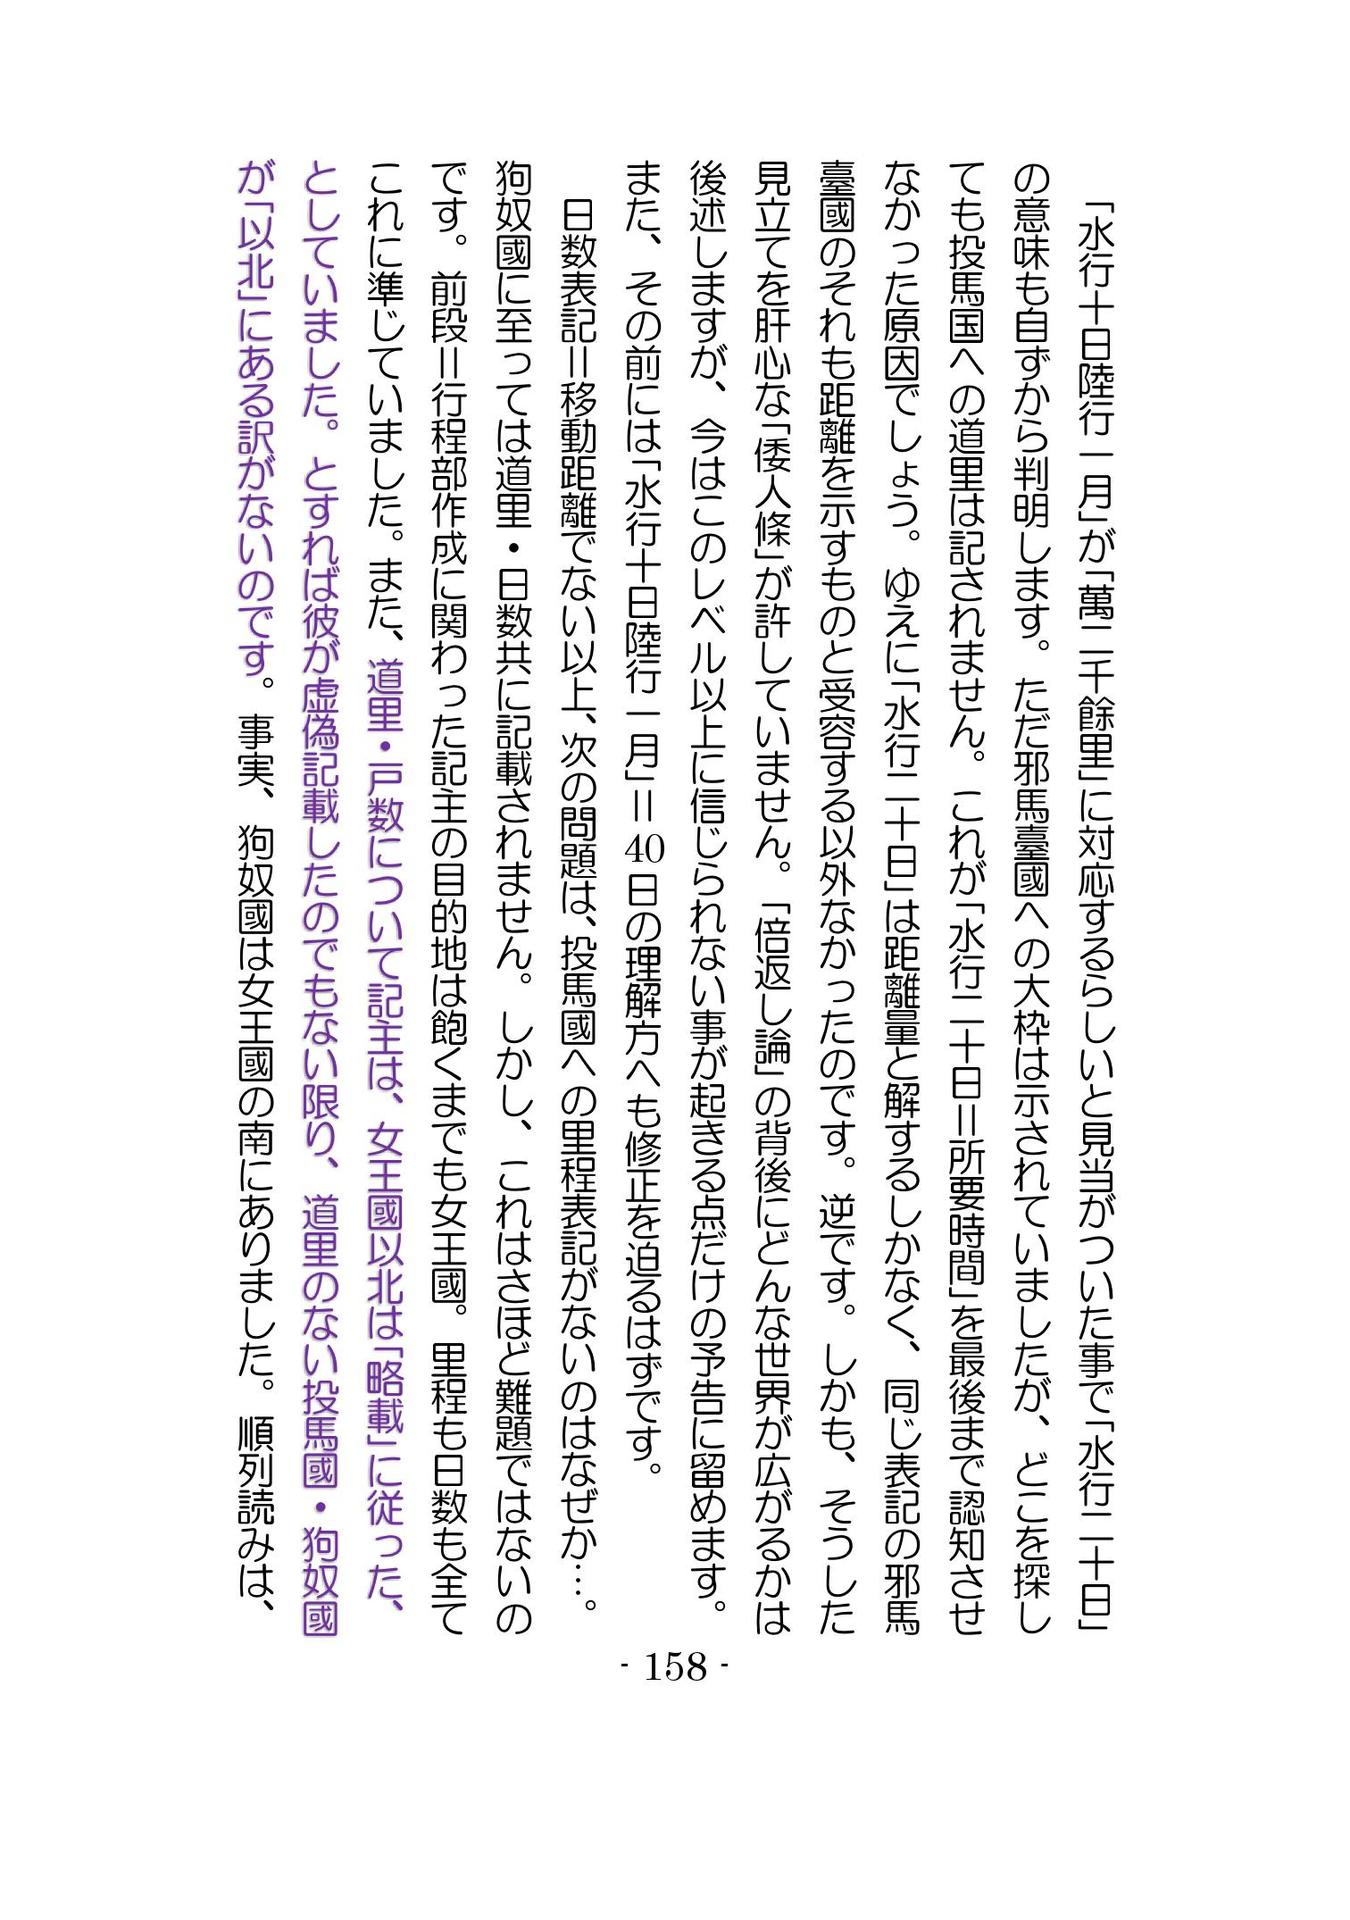 「水行十日陸行一月」が「萬二千餘里」に対応するらしいと見当がついた事で「水行二十日」
の意味も自ずから判明します。ただ邪馬臺國への大枠は示されていましたが、どこを探し
ても投馬国への道里は記されません。これが「水行二十日＝所要時間」を最後まで認知させ
なかった原因でしょう。ゆえに「水行二十日」は距離量と解するしかなく、同じ表記の邪馬
臺國のそれも距離を示すものと受容する以外なかったのです。逆です。しかも、そうした
見立てを肝心な「倭人條」が許していません。「倍返し論」の背後にどんな世界が広がるかは
後述しますが、今はこのレベル以上に信じられない事が起きる点だけの予告に留めます。
また、その前には「水行十日陸行一月」＝40日の理解方へも修正を迫るはずです。
日数表記＝移動距離でない以上、次の問題は、投馬國への里程表記がないのはなぜか…。
狗奴國に至っては道里・日数共に記載されません。しかし、これはさほど難題ではないの
です。前段＝行程部作成に関わった記主の目的地は飽くまでも女王國。里程も日数も全て
これに準じていました。また、道里・戸数について記主は、女王國以北は「略載」に従った、
としていました。とすれば彼が虚偽記載したのでもない限り、道里のない投馬國・狗奴國
が「以北」にある訳がないのです。事実、狗奴國は女王國の南にありました。順列読みは、
- 158 -